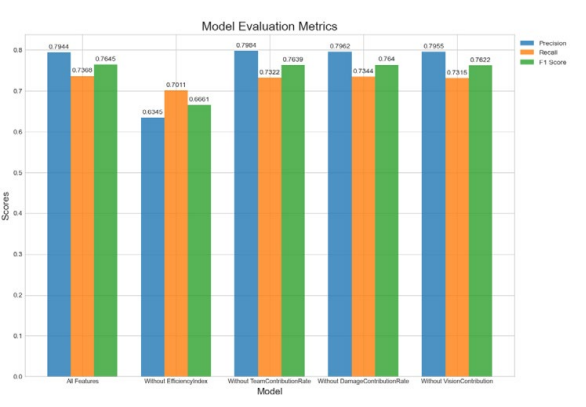 Model Evaluation Metrics
Precision
Recall
F1 Score
0.7944
0.7368
0.7645
0.6345
0.7011
0.6661
0.7984
0.7322
0.7639
0.7962
0.7344
0.764
0.7955
0.7315
0.7622
0.8
0.7
0.6
0.5
0.4
0.3
0.2
0.1
0.0
Scores
All Features
Without EfficiencyIndex
Without TeamContributionRate
Without DamageContributionRate
Without VisionContribution
Model